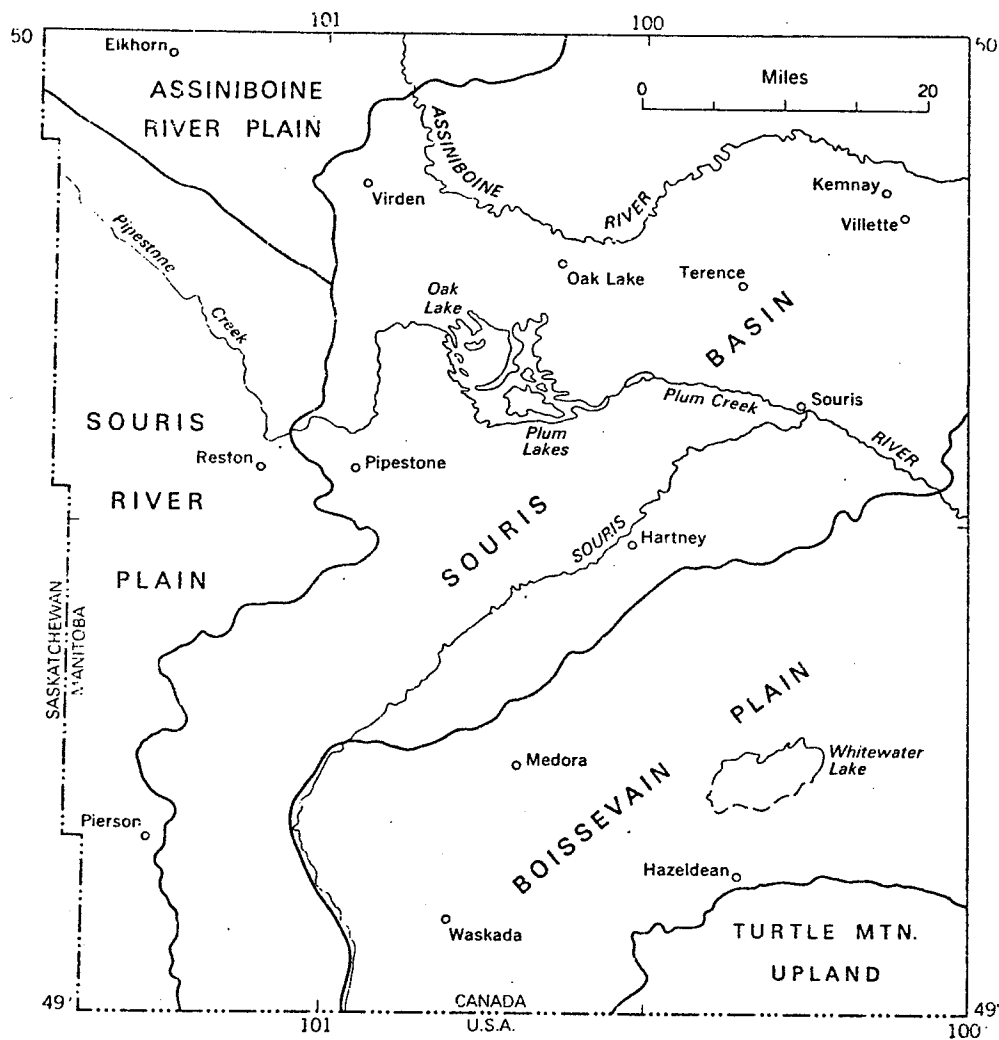 101
100
50
50
Elkhorn
Miles
0
20
ASSINIBOINE
RIVER PLAIN
ASSINIBOINE
RIVER
Virden
Kemnay
Villette
Pipestone
Creek
Oak Lake
Terence
Oak
Lake
BASIN
Plum Creek
Souris
RIVER
SOURIS
RIVER
PLAIN
Reston
Pipestone
Plum
Lakes
SOURIS
SOURIS
Hartney
SASKATCHEWAN
MANITOBA
PLAIN
Medora
Whitewater
Lake
Pierson
BOISSEVAIN
Hazeldean
Waskada
TURTLE MTN.
UPLAND
49
CANADA
49
101
U.S.A.
100